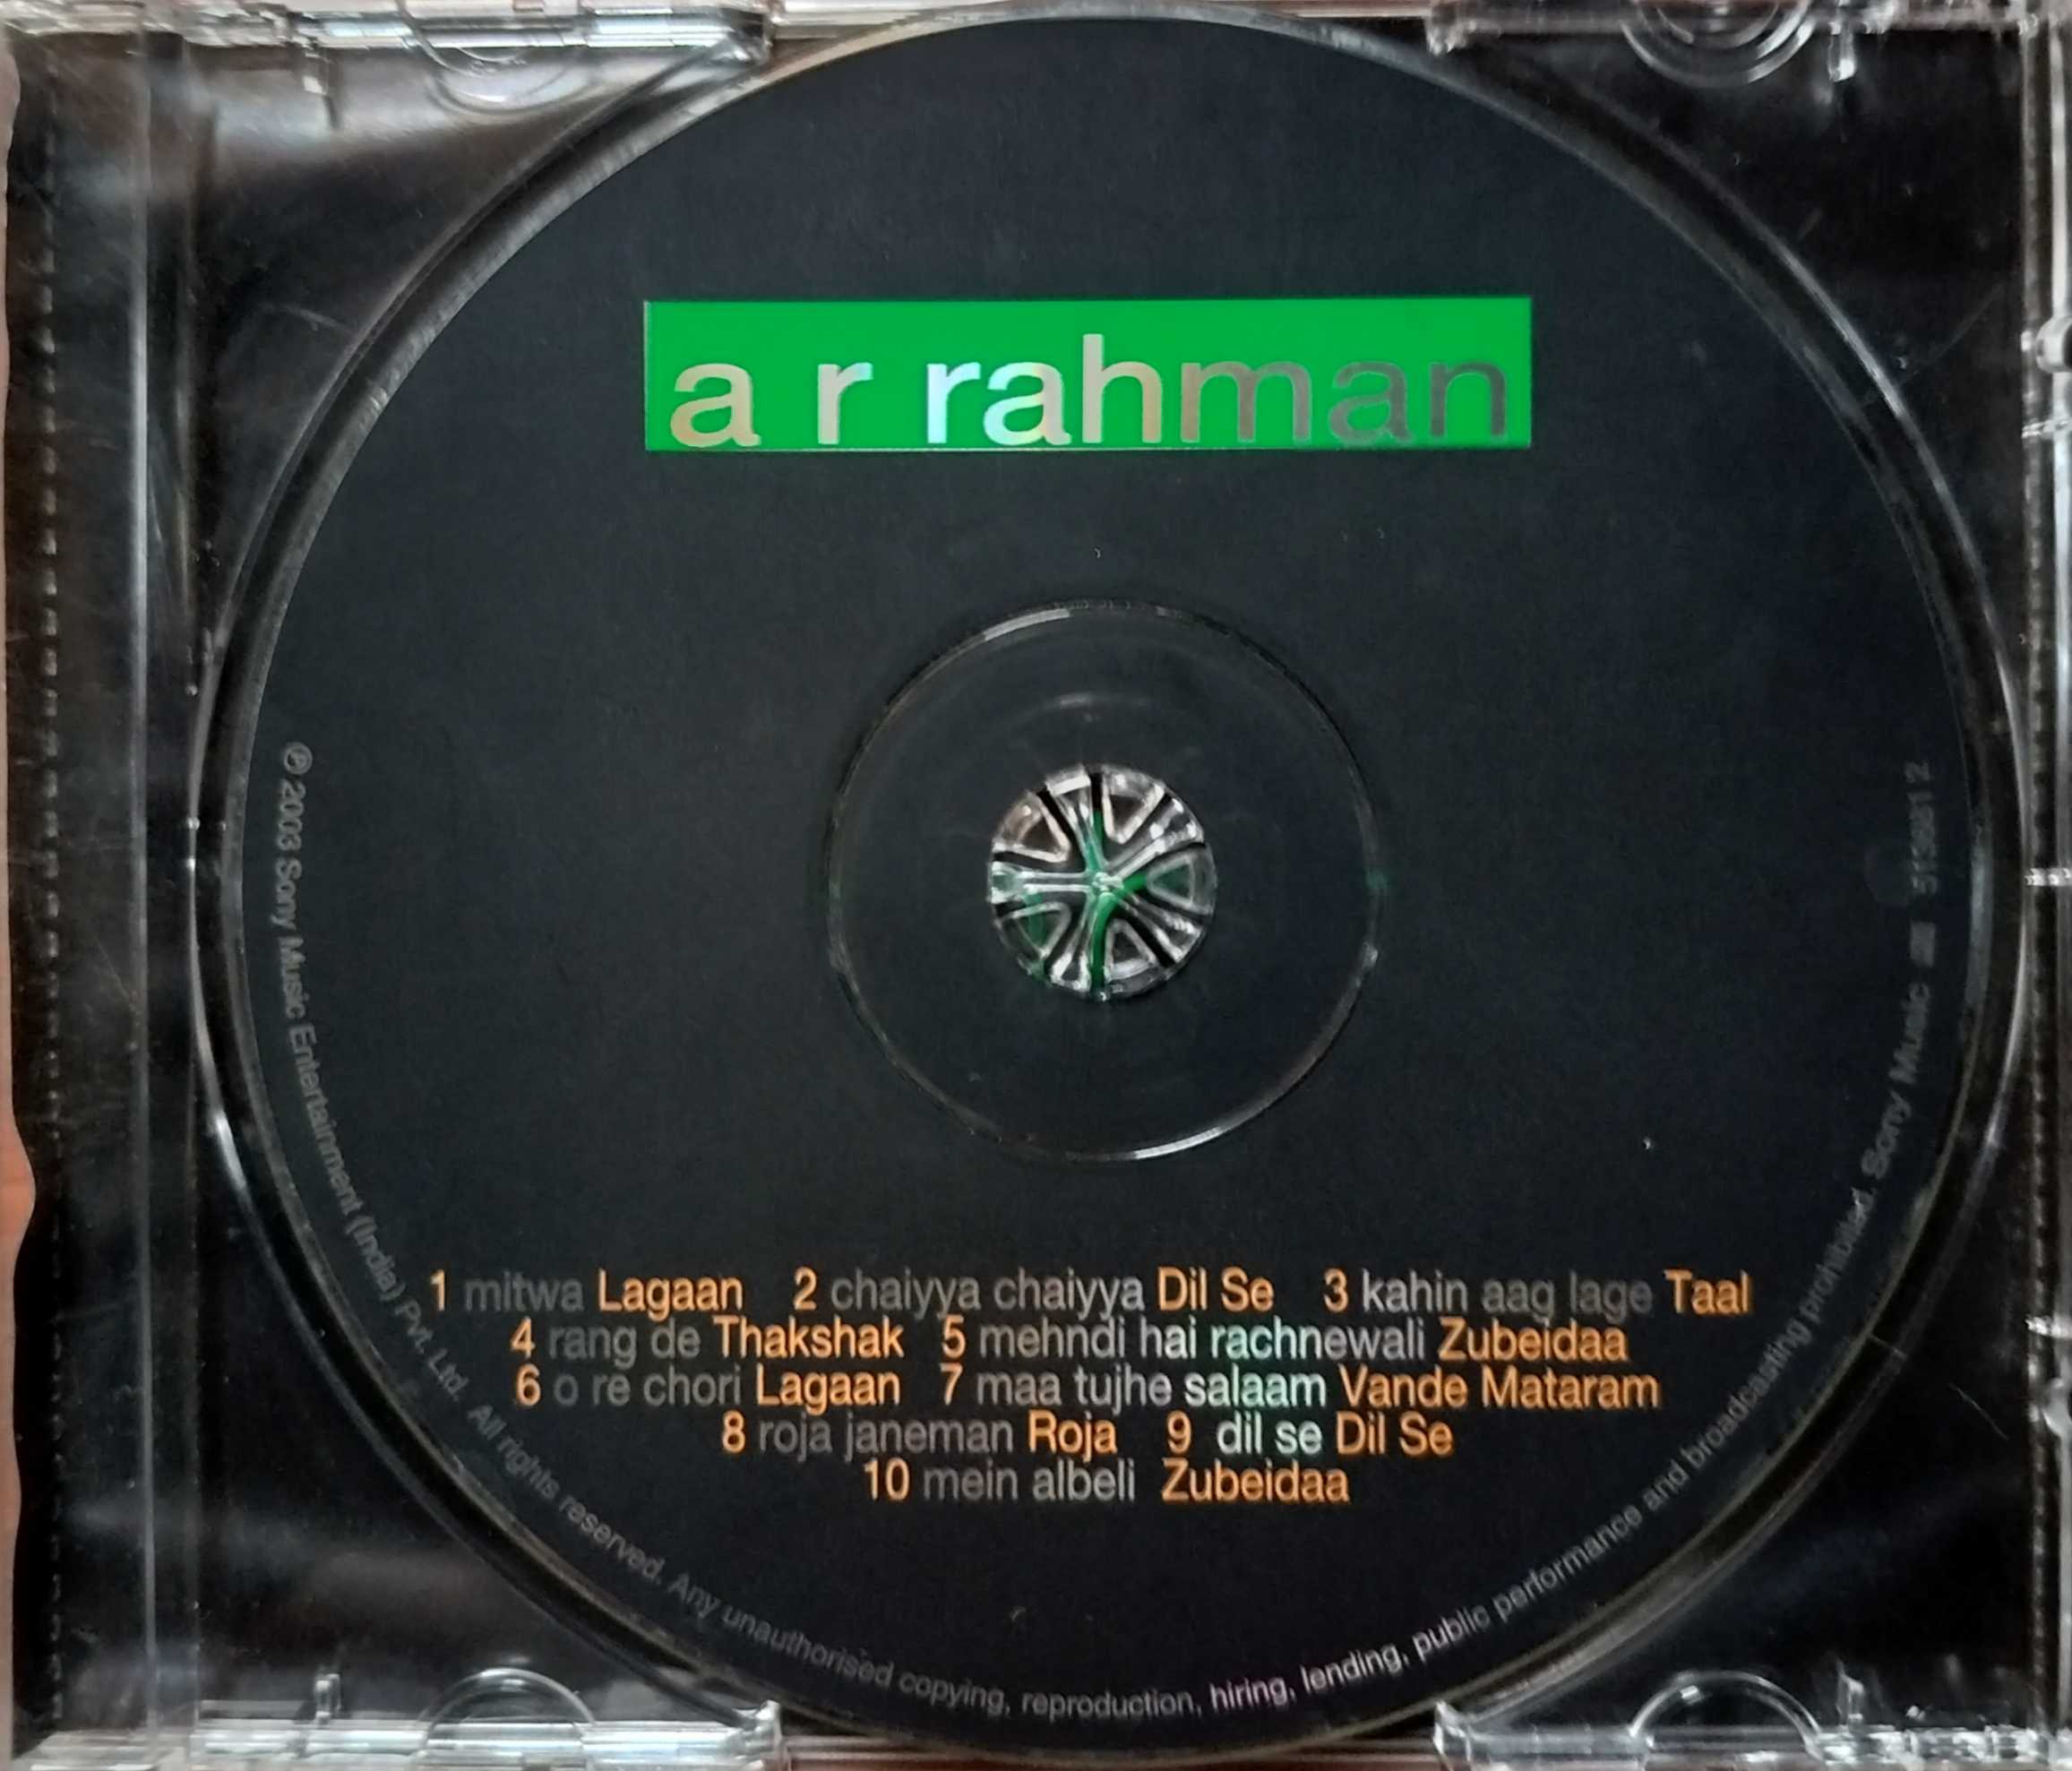 a r rahman
1 mitwa Lagaan 2 chaiyya chaiyya Dil Se 3 kahin aag lage Taal
4 rang de Thakshak 5 mehndi hai rachnewali Zubeidaa
6 o re chori Lagaan 7 maa tujhe salaam Vande Mataram
8 roja janeman Roja 9 dil se Dil Se
10 mein albeli Zubeidaa
℗ 2003 Sony Music Entertainment (India) Pvt. Ltd. All rights reserved. Any unauthorised copying, reproduction, hiring, lending, public performance and broadcasting prohibited. Sony Music